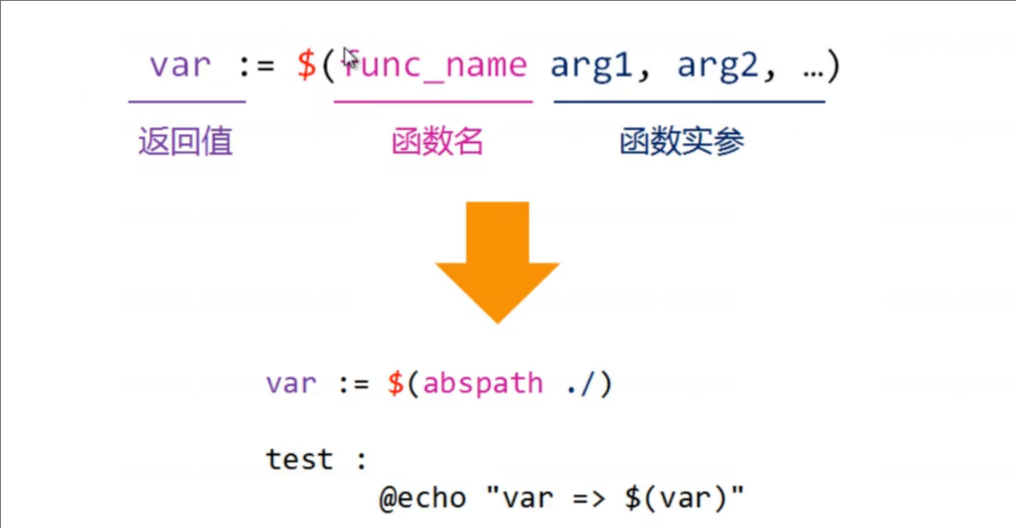 var := $(func_name arg1, arg2, …)
返回值 函数名 函数实参
var := $(abspath ./)
test :
@echo "var => $(var)"